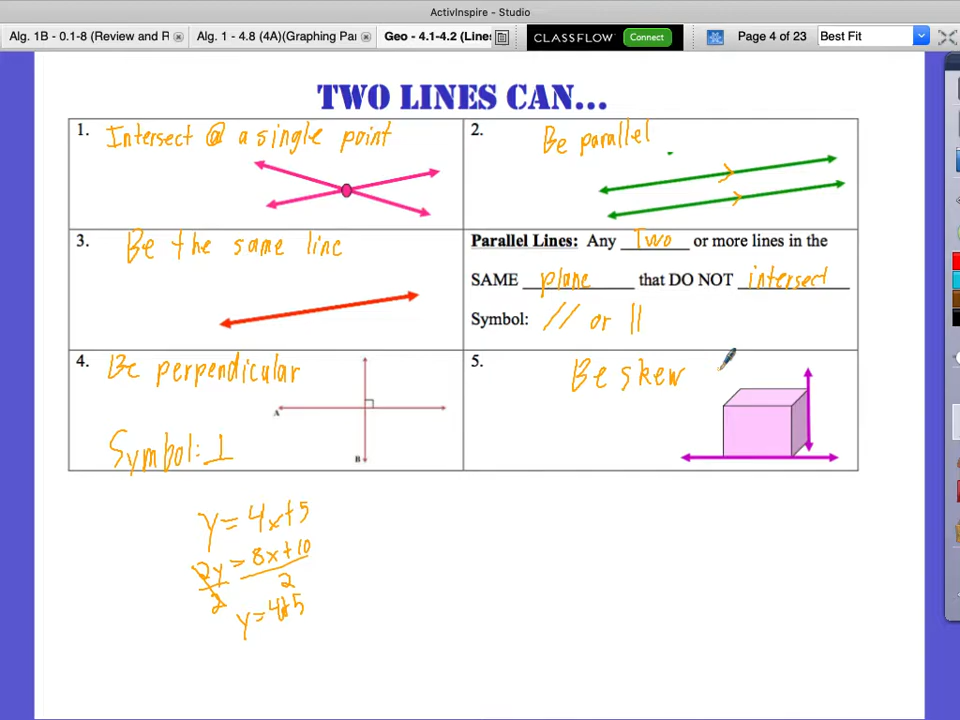 ActivInspire - Studio
Alg. 1B - 0.1-8 (Review and R
Alg. 1 - 4.8 (4A)(Graphing Pa
Geo - 4.1-4.2 (Line
CLASSFLOW Connect
Page 4 of 23
Best Fit
TWO LINES CAN...
1. Intersect @ a single point
2. Be parallel
3. Be the same line
Parallel Lines: Any Two or more lines in the
SAME plane that DO NOT intersect
Symbol: // or ||
4. Be perpendicular
A
B
Symbol: ⊥
5. Be skew
y = 4x+5
2y = 8x+10
2 2
y = 4x+5